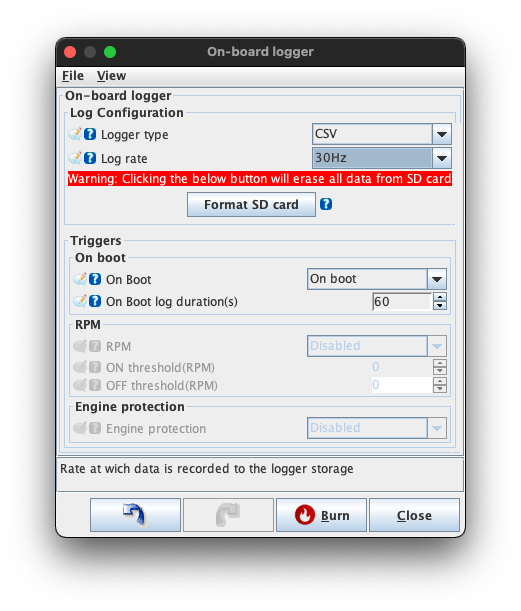 On-board logger
File View
On-board logger
Log Configuration
Logger type CSV
Log rate 30Hz
Warning: Clicking the below button will erase all data from SD card
Format SD card
Triggers
On boot
On Boot On boot
On Boot log duration(s) 60
RPM
RPM Disabled
ON threshold(RPM) 0
OFF threshold(RPM) 0
Engine protection
Engine protection Disabled
Rate at wich data is recorded to the logger storage
Burn Close